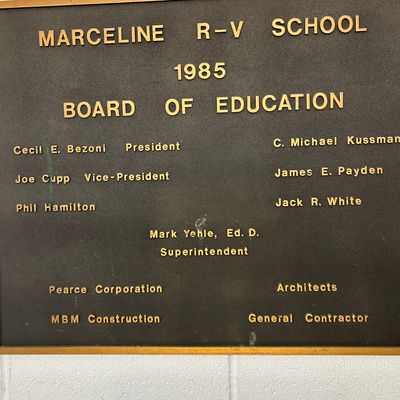 MARCELINE R-V SCHOOL
1985
BOARD OF EDUCATION
Cecil E. Bezoni President C. Michael Kussman
Joe Cupp Vice-President James E. Payden
Phil Hamilton Jack R. White
Mark Yehle, Ed. D.
Superintendent
Pearce Corporation Architects
MBM Construction General Contractor